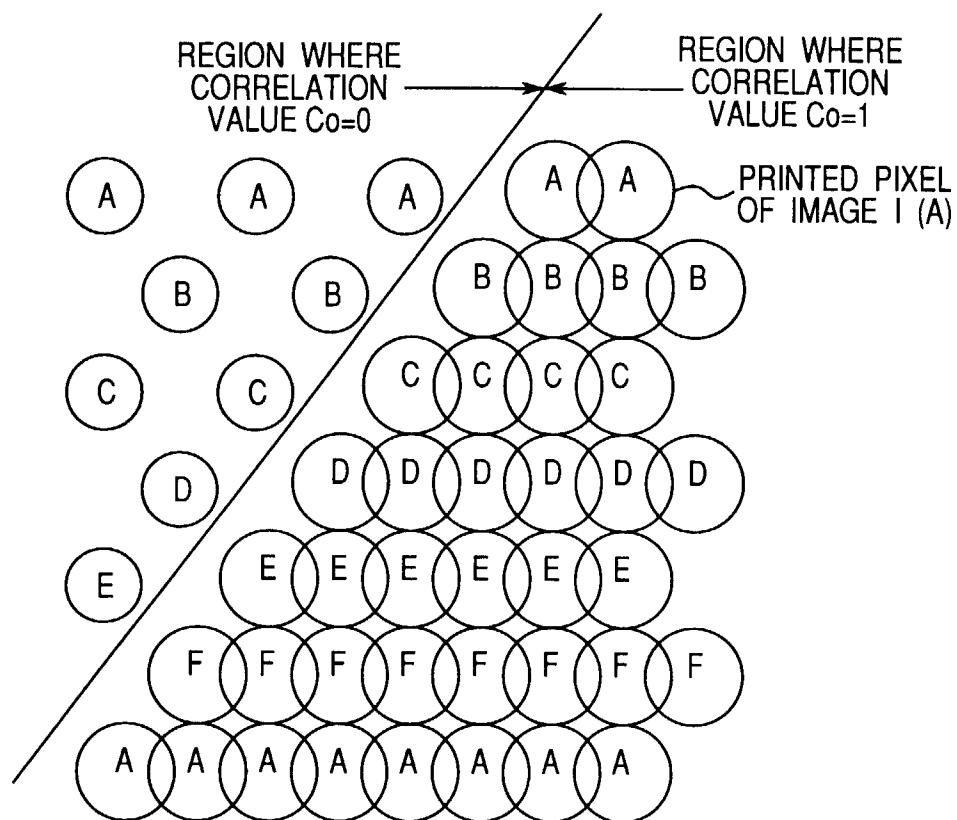 REGION WHERE
CORRELATION
VALUE Co=0
REGION WHERE
CORRELATION
VALUE Co=1
A A A A A
PRINTED PIXEL
OF IMAGE I (A)
B B B B B B
C C C C C C
D D D D D D D
E E E E E E E
F F F F F F F F
A A A A A A A A